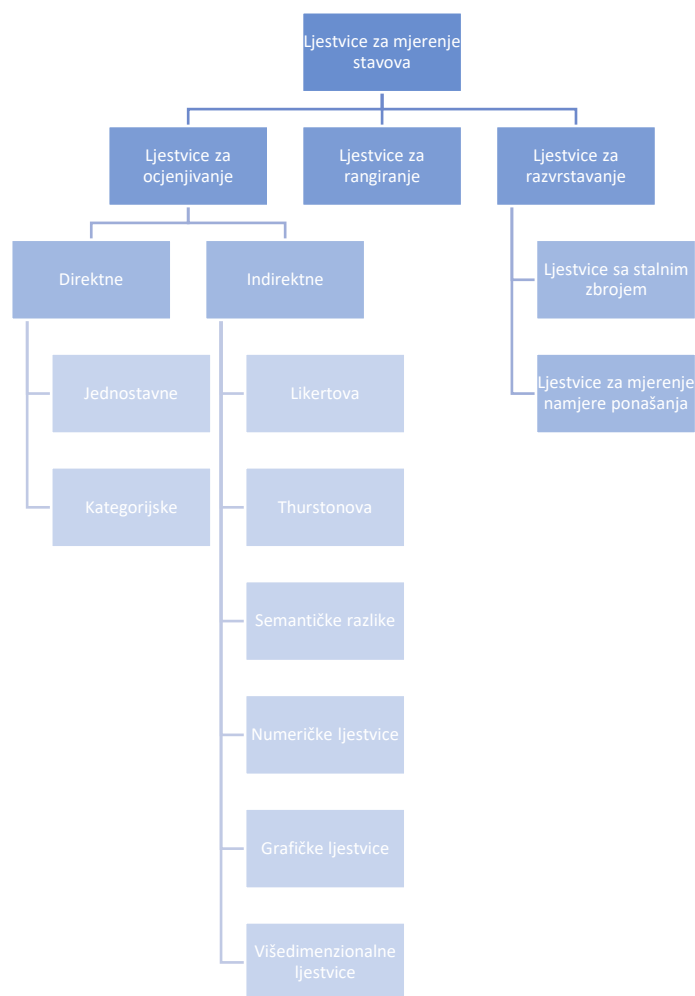 Ljestvice za mjerenje
stavova
Ljestvice za
ocjenjivanje
Ljestvice za
rangiranje
Ljestvice za
razvrstavanje
Direktne
Indirektne
Ljestvice sa stalnim
zbrojem
Jednostavne
Likertova
Ljestvice za mjerenje
namjere ponašanja
Kategorijske
Thurstonova
Semantičke razlike
Numeričke ljestvice
Grafičke ljestvice
Višedimenzionalne
ljestvice